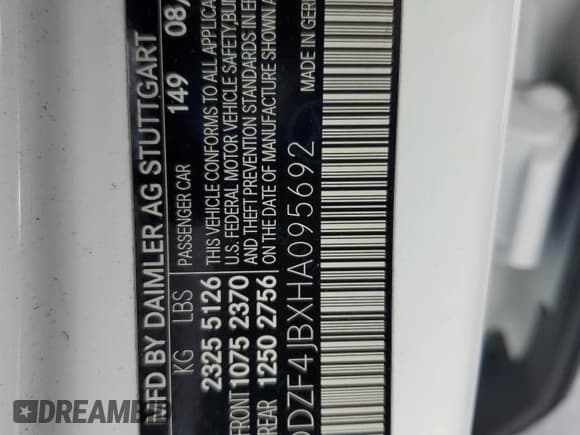 MFD BY DAIMLER AG STUTTGART
149 08/
KG LBS PASSENGER CAR
2325 5126
FRONT 1075 2370
REAR 1250 2756
THIS VEHICLE CONFORMS TO ALL APPLICA
U.S. FEDERAL MOTOR VEHICLE SAFETY, BU
AND THEFT PREVENTION STANDARDS IN E
ON THE DATE OF MANUFACTURE SHOWN A
DZF4JBXHA095692
MADE IN GER
DREAMBID